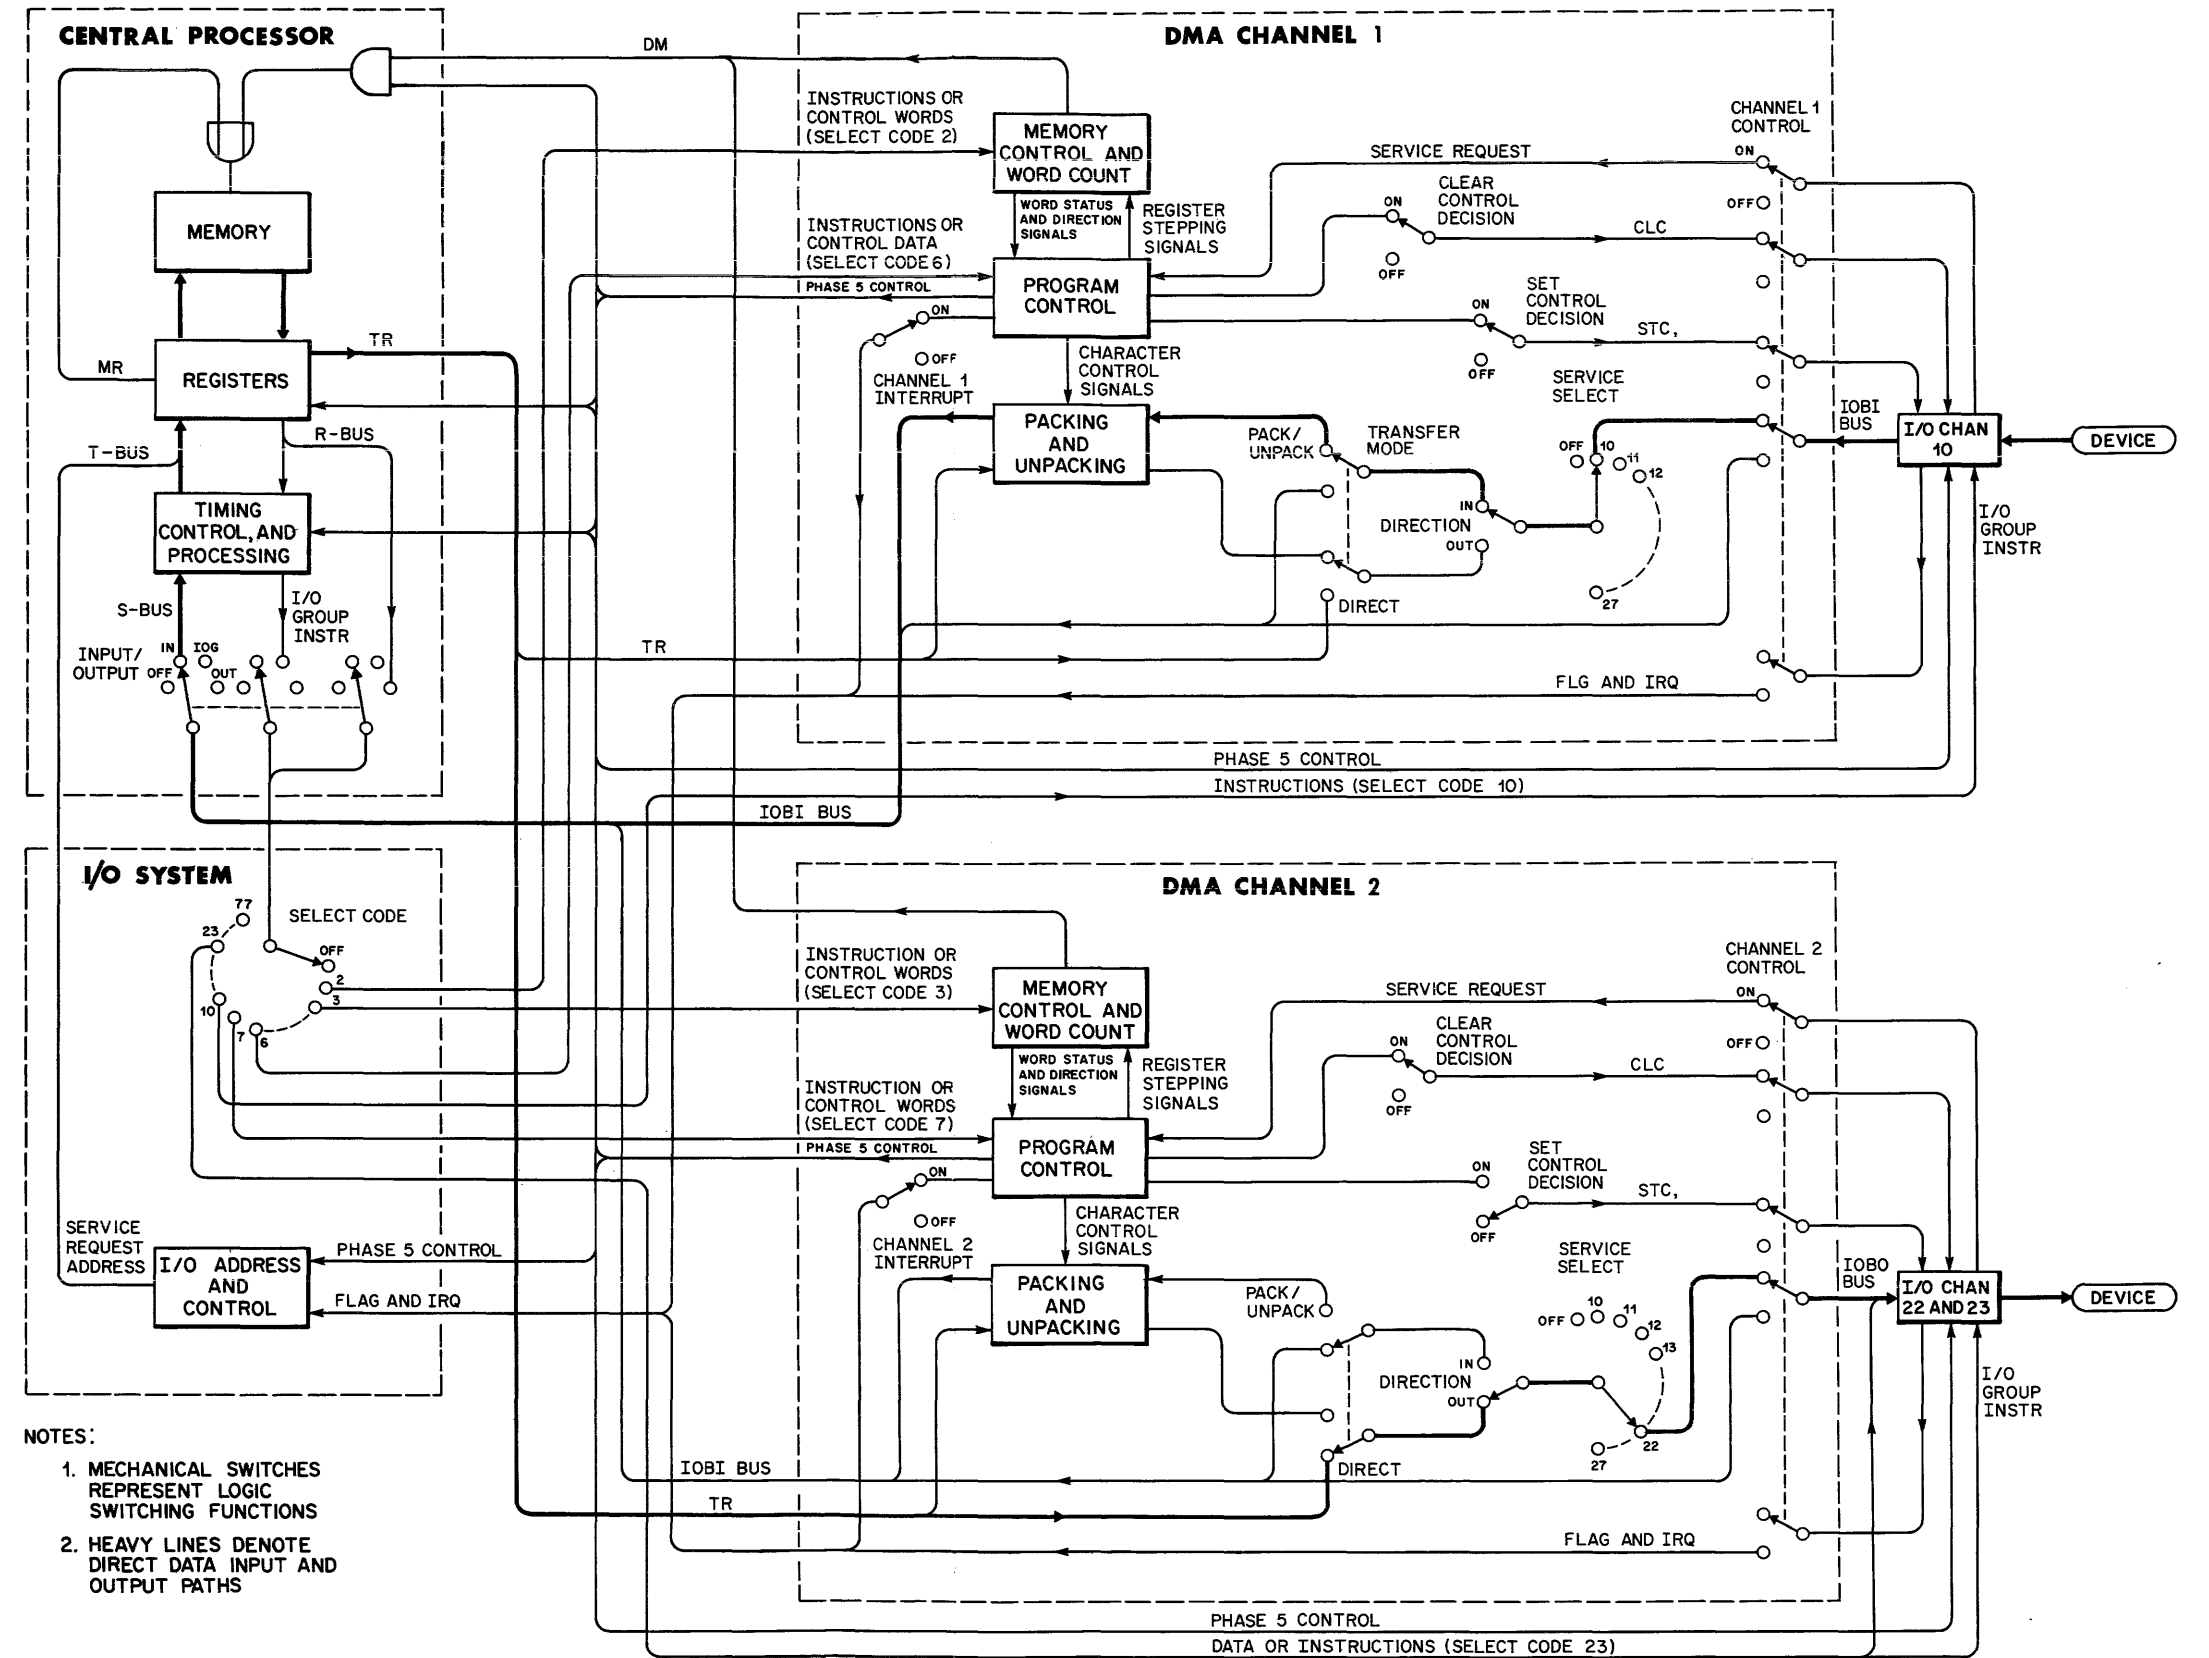 CENTRAL PROCESSOR
DM
MEMORY
MR
REGISTERS
TR
T-BUS
R-BUS
TIMING
CONTROL, AND
PROCESSING
S-BUS
I/O
GROUP
INSTR
INPUT/
OUTPUT
IN
IOG
OFF
OUT
DMA CHANNEL 1
INSTRUCTIONS OR
CONTROL WORDS
(SELECT CODE 2)
MEMORY
CONTROL AND
WORD COUNT
WORD STATUS
AND DIRECTION
SIGNALS
REGISTER
STEPPING
SIGNALS
INSTRUCTIONS OR
CONTROL DATA
(SELECT CODE 6)
PHASE 5 CONTROL
PROGRAM
CONTROL
ON
OFF
CHANNEL 1
INTERRUPT
CHARACTER
CONTROL
SIGNALS
PACKING
AND
UNPACKING
SERVICE REQUEST
CLEAR
CONTROL
DECISION
ON
OFF
CLC
SET
CONTROL
DECISION
ON
OFF
STC,
CHANNEL 1
CONTROL
ON
OFF
SERVICE
SELECT
OFF
10
11
12
27
PACK/
UNPACK
TRANSFER
MODE
IN
DIRECTION
OUT
DIRECT
TR
FLG AND IRQ
IOBI
BUS
I/O CHAN
10
DEVICE
I/O
GROUP
INSTR
PHASE 5 CONTROL
INSTRUCTIONS (SELECT CODE 10)
IOBI BUS
I/O SYSTEM
SELECT CODE
77
23
OFF
2
3
10
7
6
SERVICE
REQUEST
ADDRESS
I/O ADDRESS
AND
CONTROL
PHASE 5 CONTROL
FLAG AND IRQ
DMA CHANNEL 2
INSTRUCTION OR
CONTROL WORDS
(SELECT CODE 3)
MEMORY
CONTROL AND
WORD COUNT
WORD STATUS
AND DIRECTION
SIGNALS
REGISTER
STEPPING
SIGNALS
INSTRUCTION OR
CONTROL WORDS
(SELECT CODE 7)
PHASE 5 CONTROL
PROGRAM
CONTROL
ON
OFF
CHANNEL 2
INTERRUPT
CHARACTER
CONTROL
SIGNALS
PACKING
AND
UNPACKING
SERVICE REQUEST
CLEAR
CONTROL
DECISION
ON
OFF
CLC
SET
CONTROL
DECISION
ON
OFF
STC,
CHANNEL 2
CONTROL
ON
OFF
SERVICE
SELECT
OFF
10
11
12
13
22
27
PACK/
UNPACK
IN
DIRECTION
OUT
DIRECT
IOBI BUS
TR
FLAG AND IRQ
IOBO
BUS
I/O CHAN
22 AND 23
DEVICE
I/O
GROUP
INSTR
PHASE 5 CONTROL
DATA OR INSTRUCTIONS (SELECT CODE 23)
NOTES:
1. MECHANICAL SWITCHES
REPRESENT LOGIC
SWITCHING FUNCTIONS
2. HEAVY LINES DENOTE
DIRECT DATA INPUT AND
OUTPUT PATHS